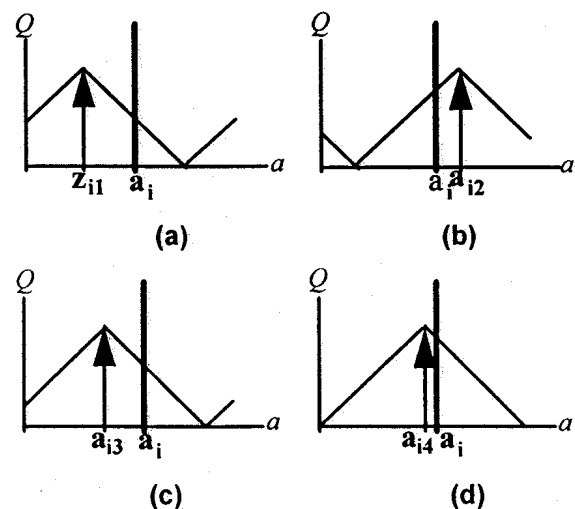 Q Q
z_i1 a_i a a_i a_i2 a
(a) (b)
Q Q
a_i3 a_i a a_i4 a_i a
(c) (d)